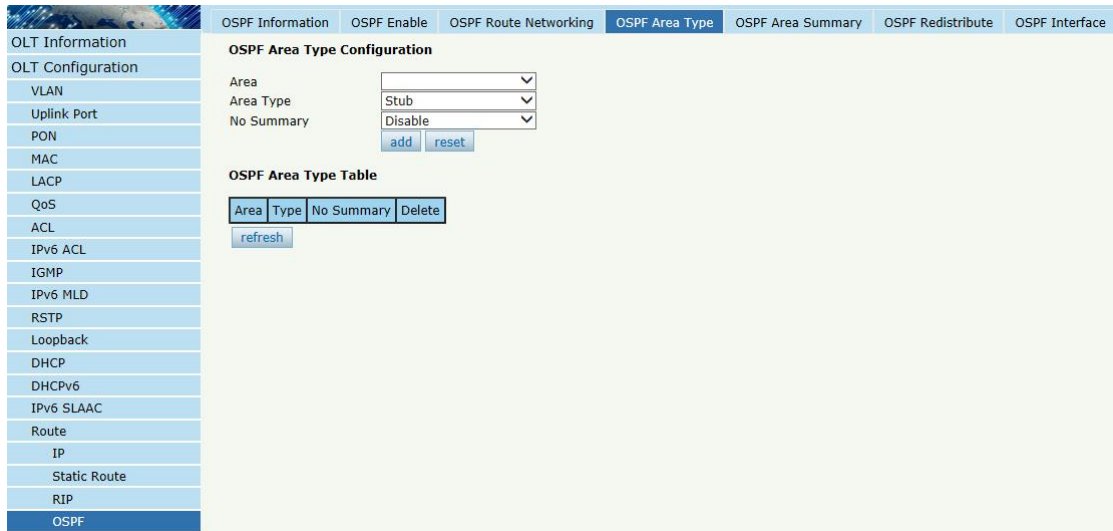 OSPF Information OSPF Enable OSPF Route Networking OSPF Area Type OSPF Area Summary OSPF Redistribute OSPF Interface
OLT Information
OLT Configuration
VLAN
Uplink Port
PON
MAC
LACP
QoS
ACL
IPv6 ACL
IGMP
IPv6 MLD
RSTP
Loopback
DHCP
DHCPv6
IPv6 SLAAC
Route
IP
Static Route
RIP
OSPF
OSPF Area Type Configuration
Area
Area Type Stub
No Summary Disable
add reset
OSPF Area Type Table
Area Type No Summary Delete
refresh